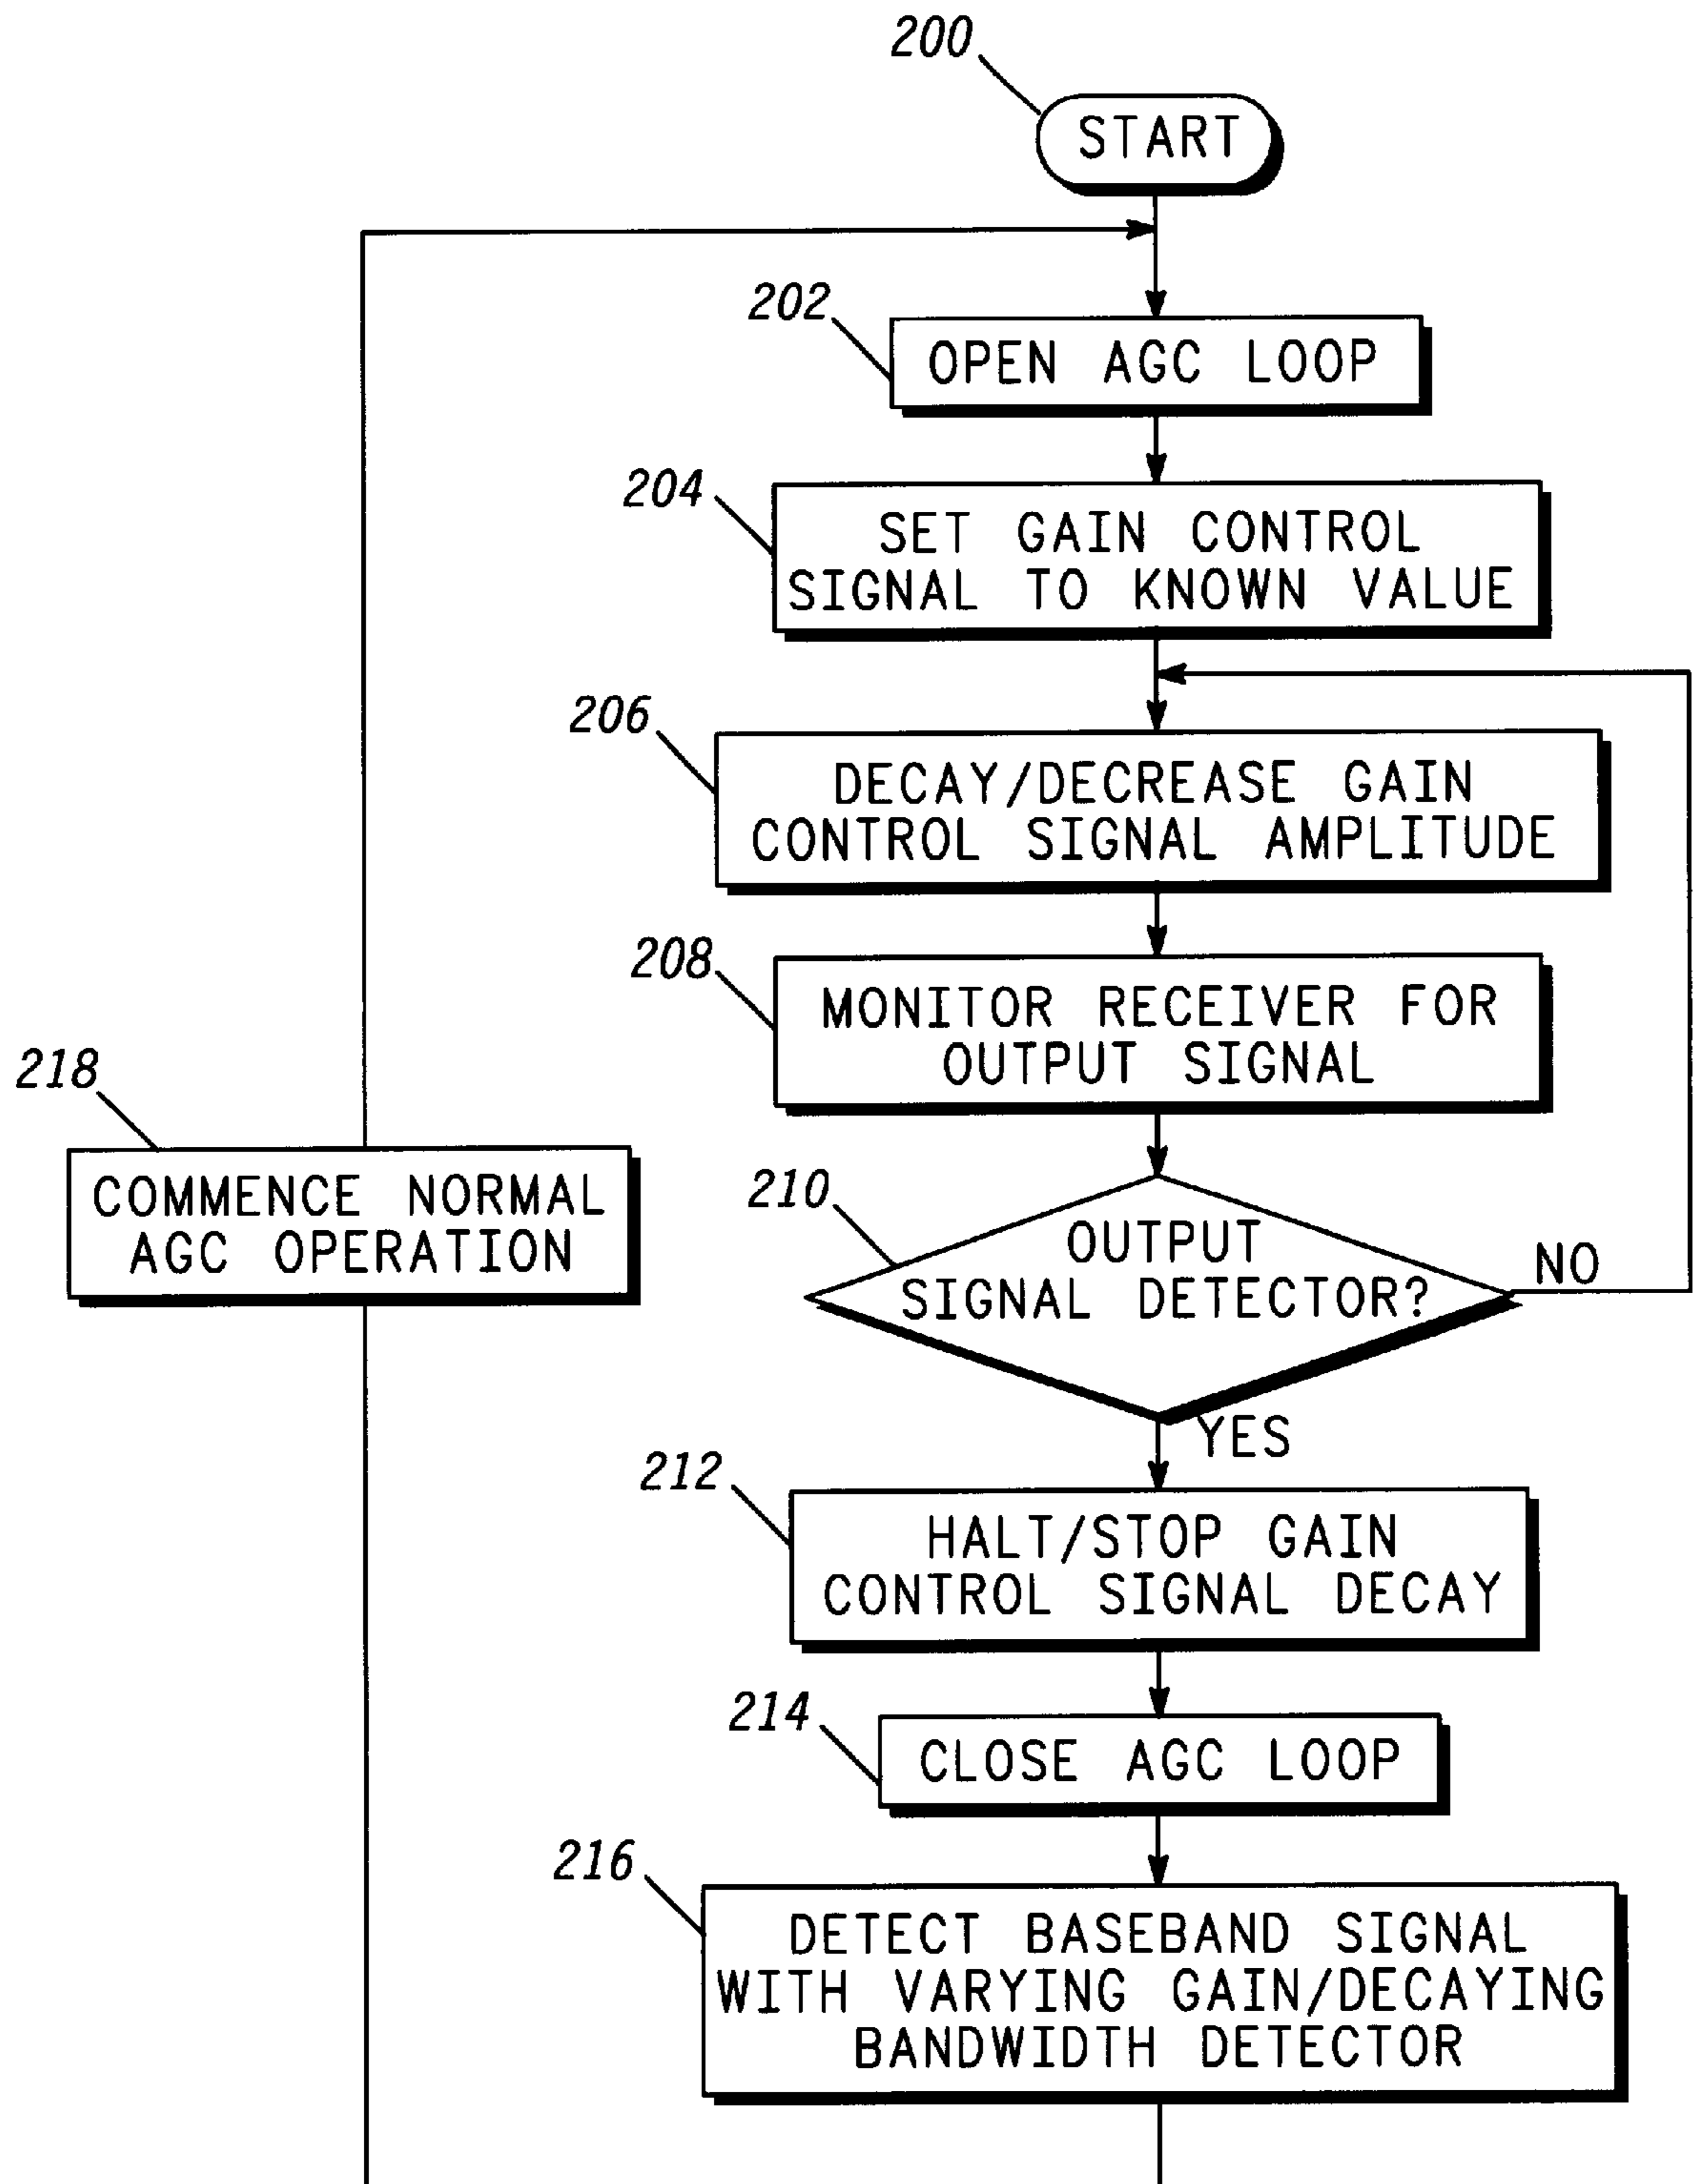 200
START
202
OPEN AGC LOOP
204
SET GAIN CONTROL
SIGNAL TO KNOWN VALUE
206
DECAY/DECREASE GAIN
CONTROL SIGNAL AMPLITUDE
208
MONITOR RECEIVER FOR
OUTPUT SIGNAL
218
COMMENCE NORMAL
AGC OPERATION
210
OUTPUT
SIGNAL DETECTOR?
NO
YES
212
HALT/STOP GAIN
CONTROL SIGNAL DECAY
214
CLOSE AGC LOOP
216
DETECT BASEBAND SIGNAL
WITH VARYING GAIN/DECAYING
BANDWIDTH DETECTOR